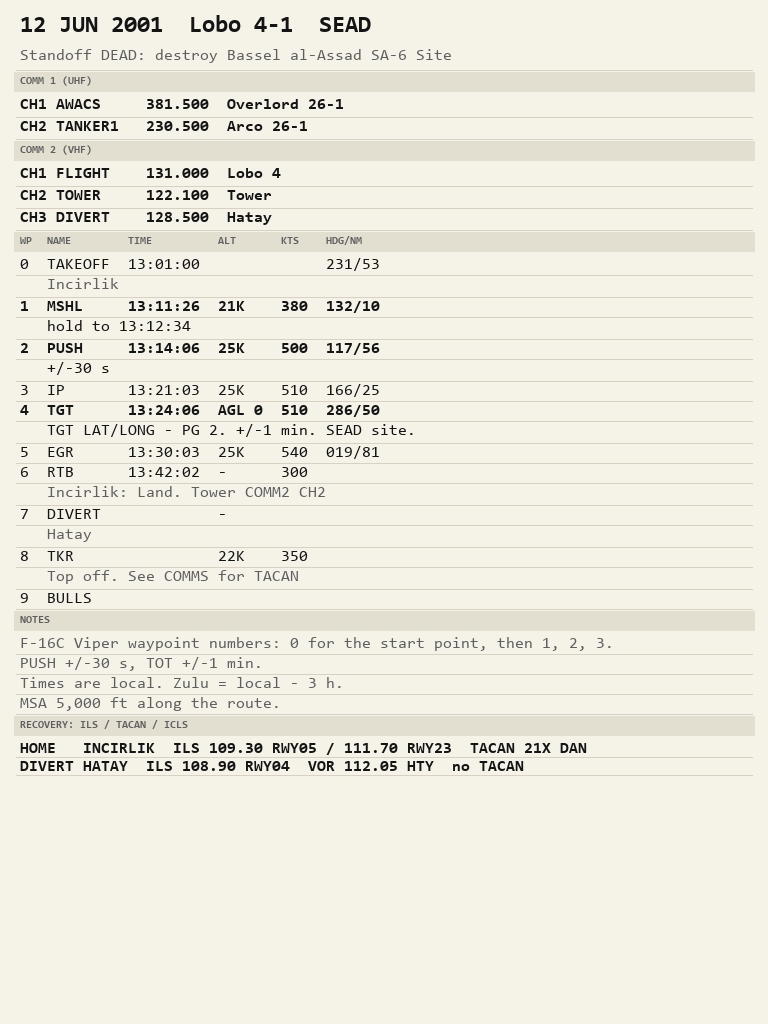 12 JUN 2001 Lobo 4-1 SEAD
Standoff DEAD: destroy Bassel al-Assad SA-6 Site
COMM 1 (UHF)
CH1 AWACS 381.500 Overlord 26-1
CH2 TANKER1 230.500 Arco 26-1
COMM 2 (VHF)
CH1 FLIGHT 131.000 Lobo 4
CH2 TOWER 122.100 Tower
CH3 DIVERT 128.500 Hatay
WP NAME TIME ALT KTS HDG/NM
0 TAKEOFF 13:01:00 231/53
Incirlik
1 MSHL 13:11:26 21K 380 132/10
hold to 13:12:34
2 PUSH 13:14:06 25K 500 117/56
+/-30 s
3 IP 13:21:03 25K 510 166/25
4 TGT 13:24:06 AGL 0 510 286/50
TGT LAT/LONG - PG 2. +/-1 min. SEAD site.
5 EGR 13:30:03 25K 540 019/81
6 RTB 13:42:02 - 300
Incirlik: Land. Tower COMM2 CH2
7 DIVERT -
Hatay
8 TKR 22K 350
Top off. See COMMS for TACAN
9 BULLS
NOTES
F-16C Viper waypoint numbers: 0 for the start point, then 1, 2, 3.
PUSH +/-30 s, TOT +/-1 min.
Times are local. Zulu = local - 3 h.
MSA 5,000 ft along the route.
RECOVERY: ILS / TACAN / ICLS
HOME INCIRLIK ILS 109.30 RWY05 / 111.70 RWY23 TACAN 21X DAN
DIVERT HATAY ILS 108.90 RWY04 VOR 112.05 HTY no TACAN